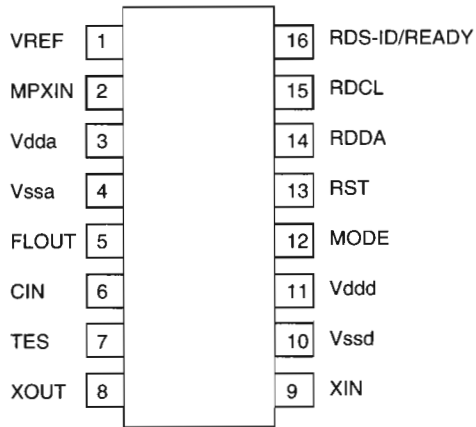 VREF 1 16 RDS-ID/READY
MPXIN 2 15 RDCL
Vdda 3 14 RDDA
Vssa 4 13 RST
FLOUT 5 12 MODE
CIN 6 11 Vddd
TES 7 10 Vssd
XOUT 8 9 XIN